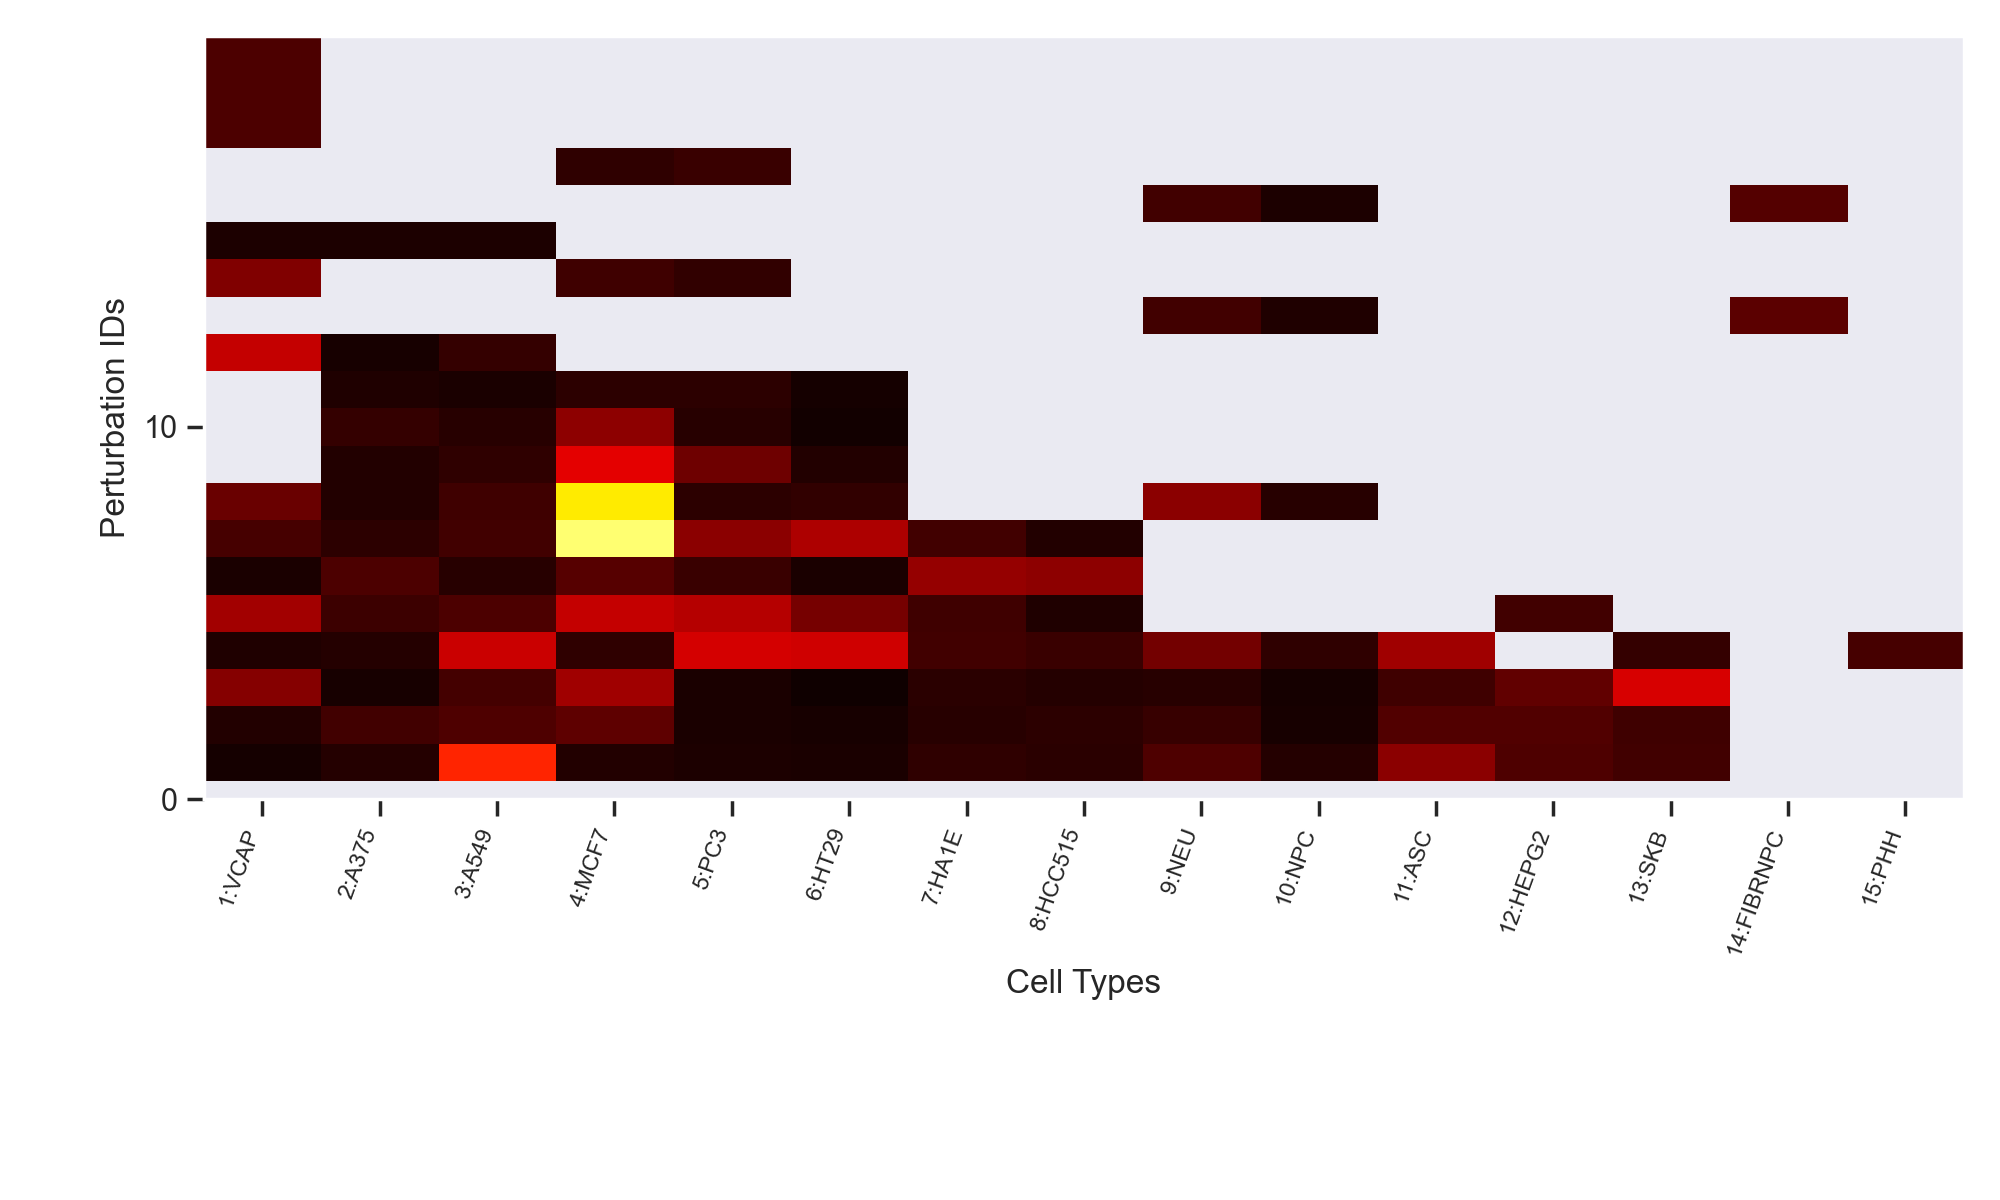 Perturbation IDs
10
0
1:VCAP
2:A375
3:A549
4:MCF7
5:PC3
6:HT29
7:HA1E
8:HCC515
9:NEU
10:NPC
11:ASC
12:HEPG2
13:SKB
14:FIBRNPC
15:PHH
Cell Types